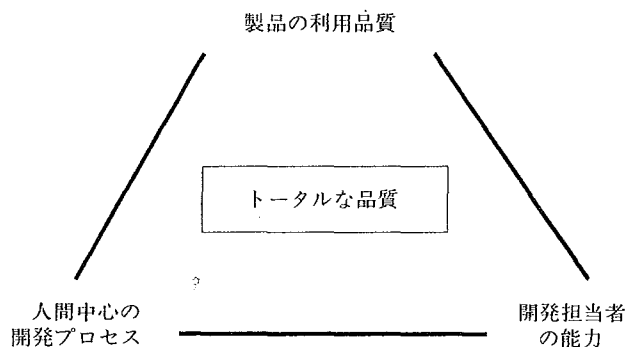 製品の利用品質
トータルな品質
人間中心の
開発プロセス
開発担当者
の能力